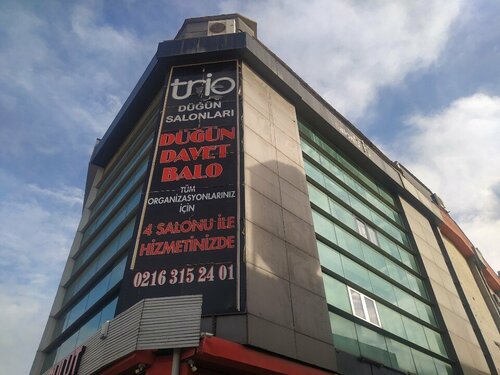 trio
DÜĞÜN
SALONLARI
DÜĞÜN
DAVET
BALO
TÜM
ORGANİZASYONLARINIZ
İÇİN
4 SALONU İLE
HİZMETİNİZDE
0216 315 24 01